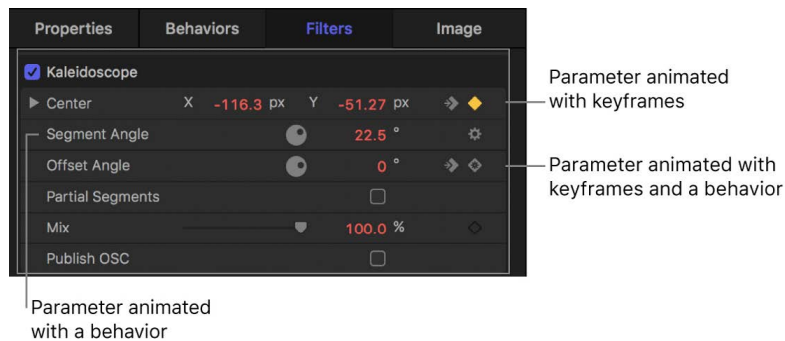 Properties Behaviors Filters Image
Kaleidoscope
Center X -116.3 px Y -51.27 px
Segment Angle 22.5 °
Offset Angle 0 °
Partial Segments
Mix 100.0 %
Publish OSC
Parameter animated
with keyframes
Parameter animated with
keyframes and a behavior
Parameter animated
with a behavior